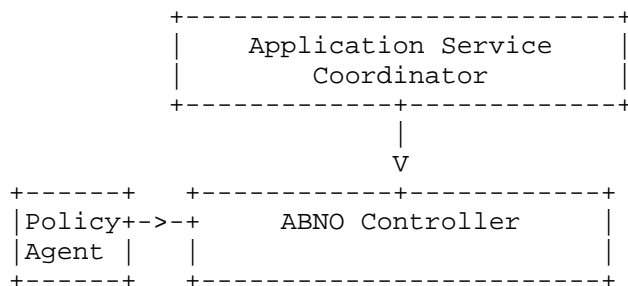 Application Service
Coordinator
Policy
Agent
ABNO Controller